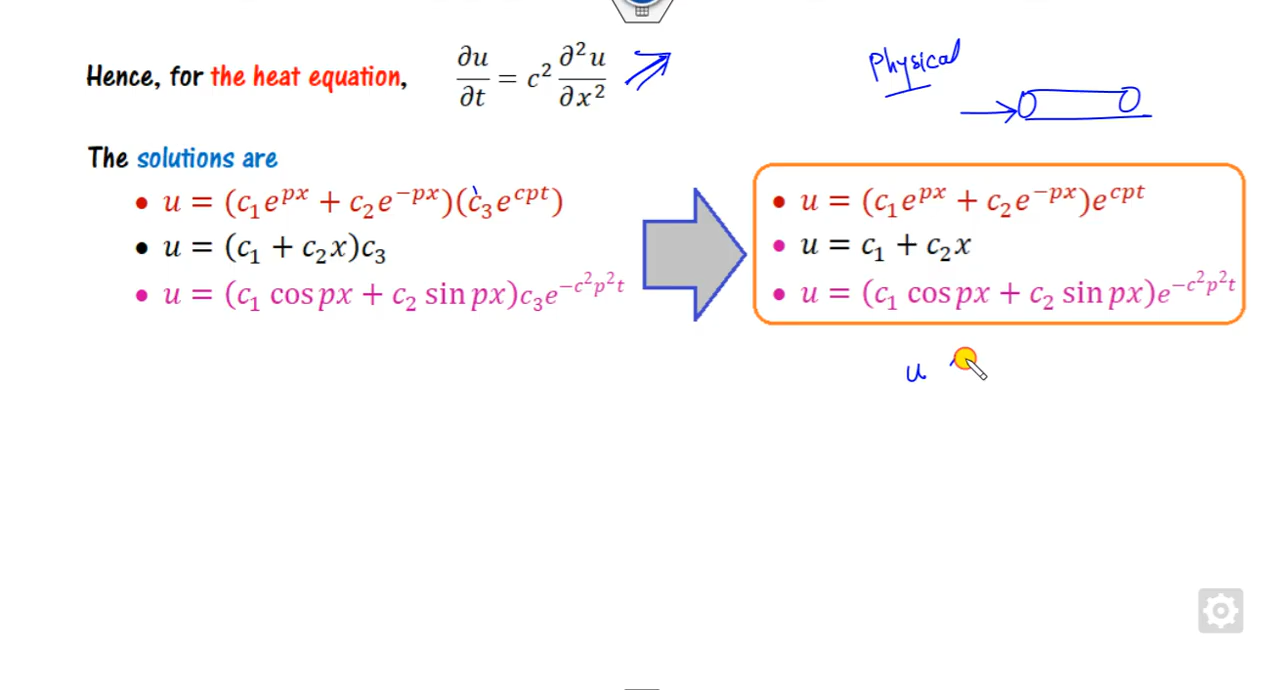 Hence, for the heat equation, ∂u/∂t = c² ∂²u/∂x²
Physical
The solutions are
• u = (c₁e^{px} + c₂e^{−px})(c₃e^{cpt})
• u = (c₁ + c₂x)c₃
• u = (c₁ cos px + c₂ sin px)c₃e^{−c²p²t}
• u = (c₁e^{px} + c₂e^{−px})e^{cpt}
• u = c₁ + c₂x
• u = (c₁ cos px + c₂ sin px)e^{−c²p²t}
u